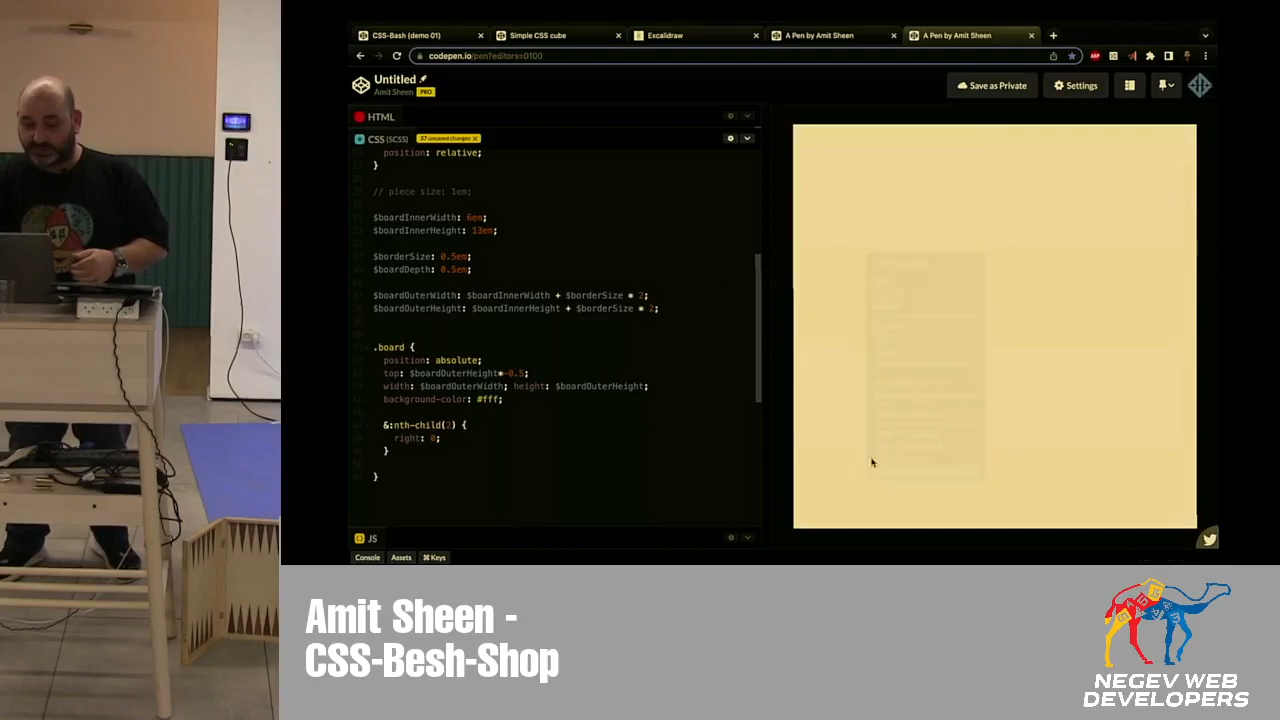 CSS-Bash (demo 01)
Simple CSS cube
Excalidraw
A Pen by Amit Sheen
A Pen by Amit Sheen
codepen.io/pen?editors=0100
Untitled
Amit Sheen PRO
Save as Private
Settings
HTML
CSS (SCSS) 37 unsaved changes ×
position: relative;
}
// piece size: 1em;
$boardInnerWidth: 6em;
$boardInnerHeight: 13em;
$borderSize: 0.5em;
$boardDepth: 0.5em;
$boardOuterWidth: $boardInnerWidth + $borderSize * 2;
$boardOuterHeight: $boardInnerHeight + $borderSize * 2;
.board {
position: absolute;
top: $boardOuterHeight*-0.5;
width: $boardOuterWidth; height: $boardOuterHeight;
background-color: #fff;
&:nth-child(2) {
right: 0;
}
}
JS
Console Assets ⌘ Keys
Amit Sheen -
CSS-Besh-Shop
NEGEV WEB
DEVELOPERS